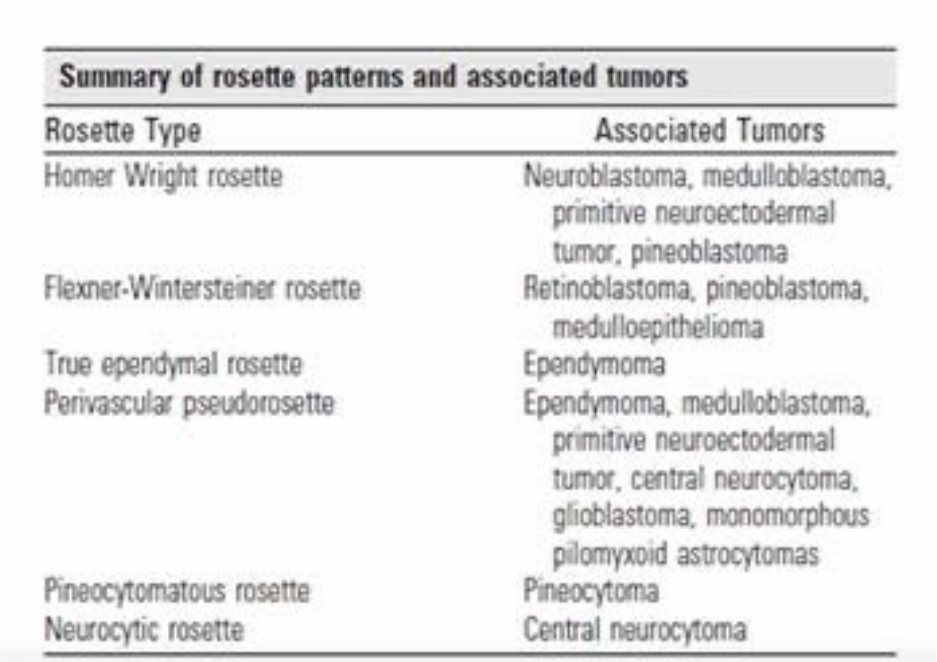 Summary of rosette patterns and associated tumors
Rosette Type Associated Tumors
Homer Wright rosette Neuroblastoma, medulloblastoma,
primitive neuroectodermal
tumor, pineoblastoma
Flexner-Wintersteiner rosette Retinoblastoma, pineoblastoma,
medulloepithelioma
True ependymal rosette Ependymoma
Perivascular pseudorosette Ependymoma, medulloblastoma,
primitive neuroectodermal
tumor, central neurocytoma,
glioblastoma, monomorphous
pilomyxoid astrocytomas
Pineocytomatous rosette Pineocytoma
Neurocytic rosette Central neurocytoma